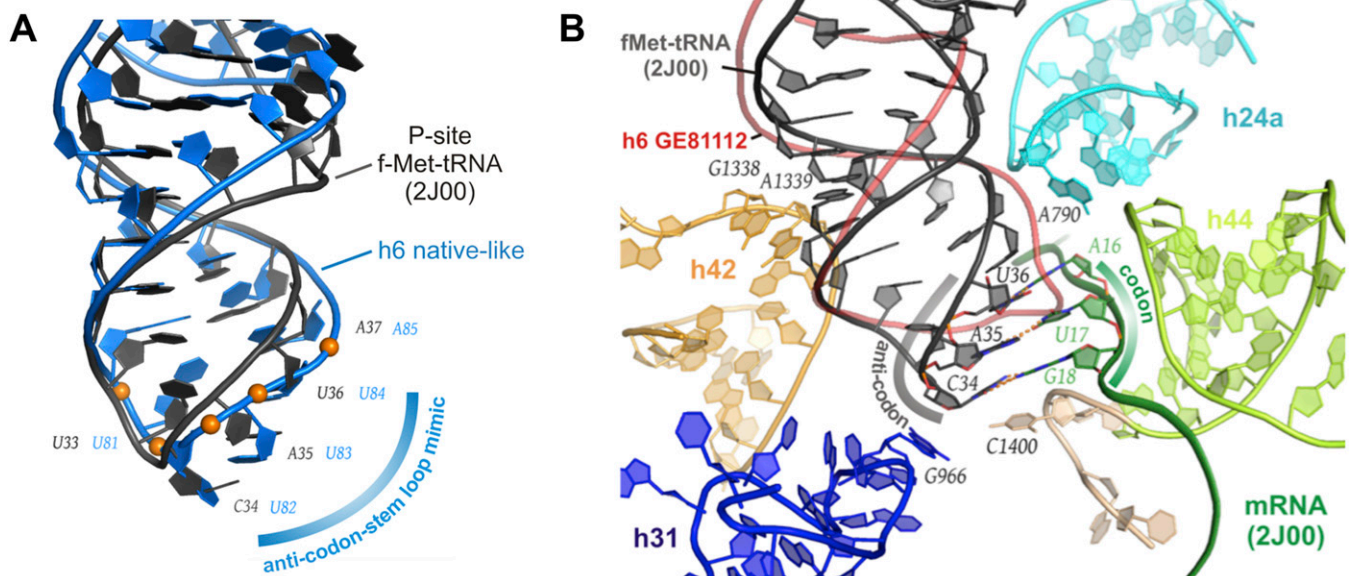 A
P-site
f-Met-tRNA
(2J00)
h6 native-like
A37 A85
U36 U84
U33 U81
A35 U83
C34 U82
anti-codon-stem loop mimic
B
fMet-tRNA
(2J00)
h6 GE81112
G1338
A1339
h24a
A790
h42
h44
U36
A16
codon
A35
U17
anti-codon
C34
G18
C1400
G966
h31
mRNA
(2J00)